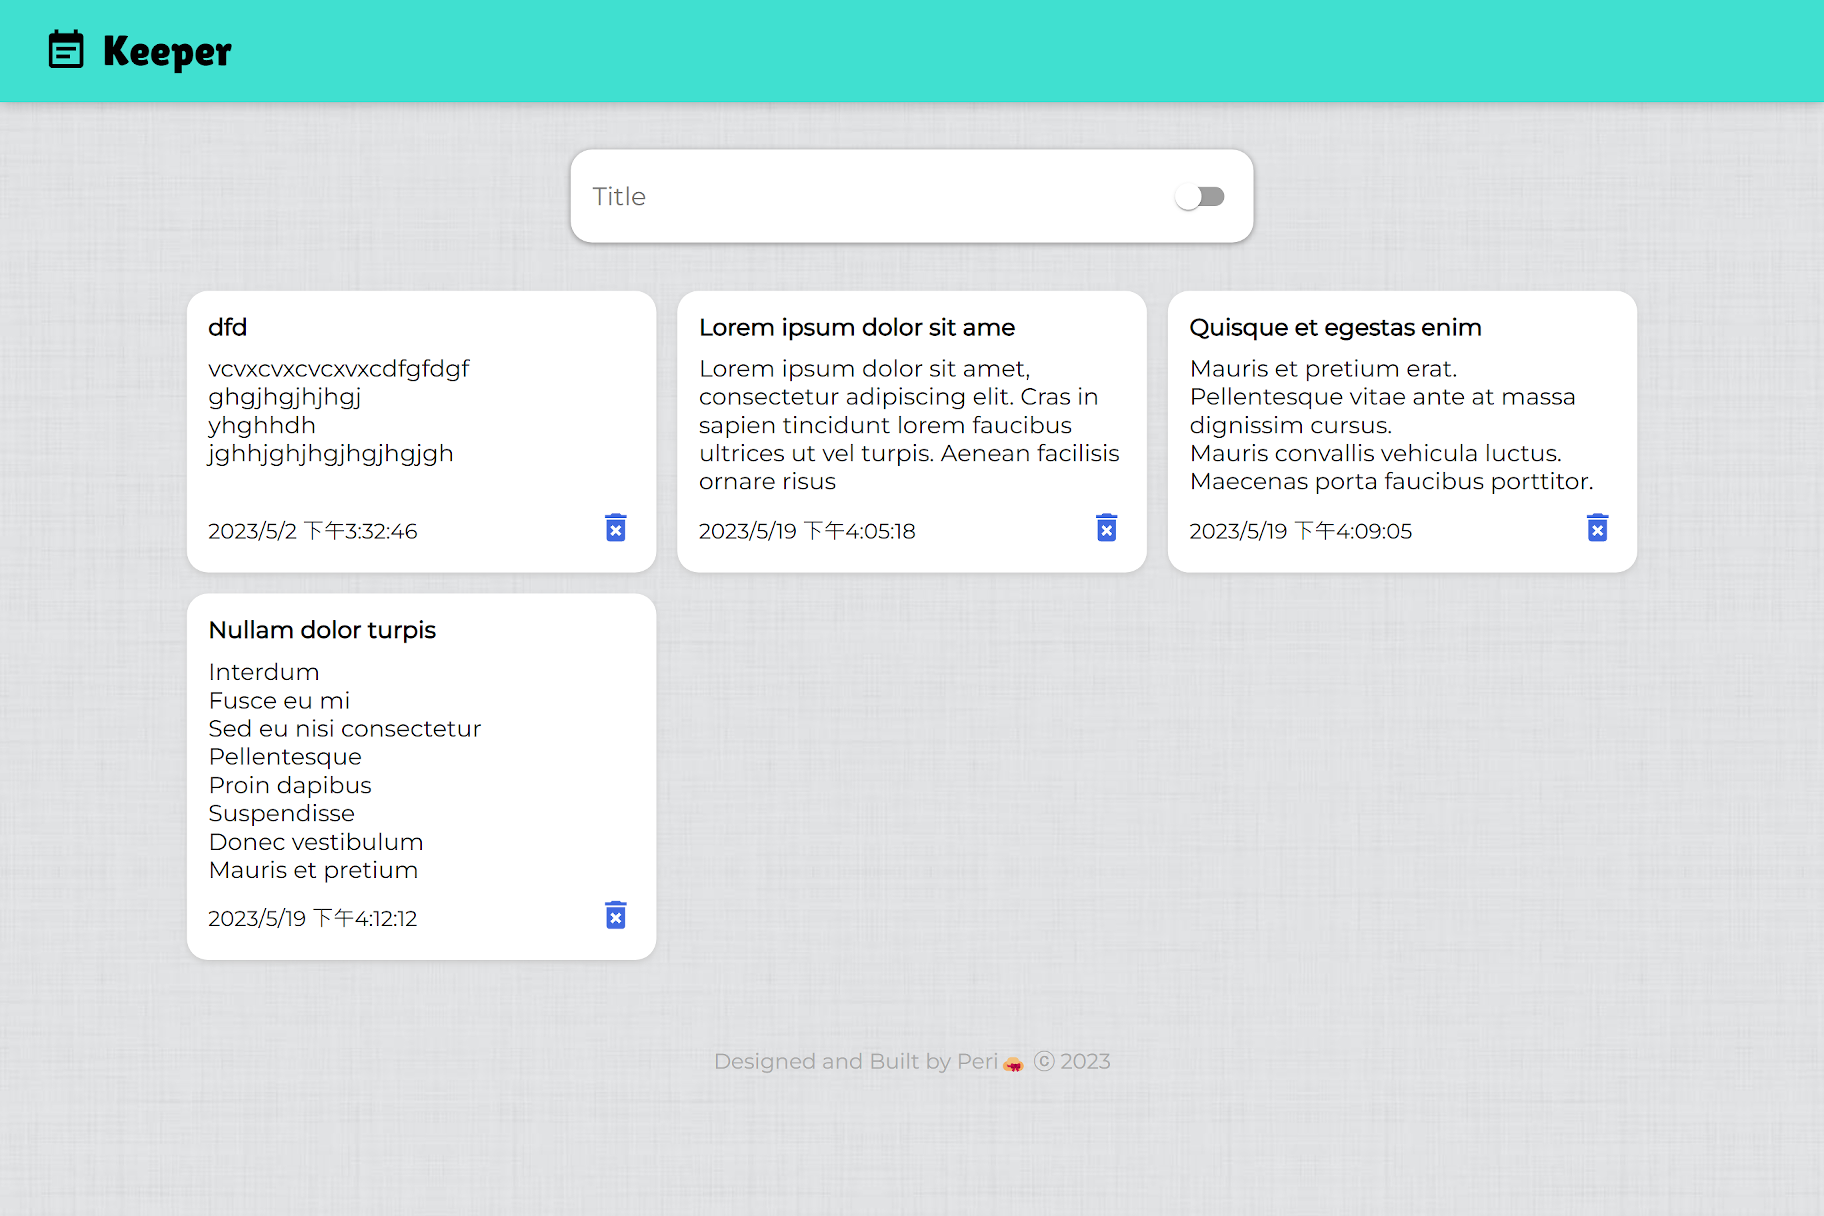 Keeper
Title
dfd
vcvxcvxcvcxvxcdfgfdgf
ghgjhgjhjhgj
yhghhdh
jghhjghjhgjhgjhgjgh
2023/5/2 下午3:32:46
Lorem ipsum dolor sit ame
Lorem ipsum dolor sit amet,
consectetur adipiscing elit. Cras in
sapien tincidunt lorem faucibus
ultrices ut vel turpis. Aenean facilisis
ornare risus
2023/5/19 下午4:05:18
Quisque et egestas enim
Mauris et pretium erat.
Pellentesque vitae ante at massa
dignissim cursus.
Mauris convallis vehicula luctus.
Maecenas porta faucibus porttitor.
2023/5/19 下午4:09:05
Nullam dolor turpis
Interdum
Fusce eu mi
Sed eu nisi consectetur
Pellentesque
Proin dapibus
Suspendisse
Donec vestibulum
Mauris et pretium
2023/5/19 下午4:12:12
Designed and Built by Peri👒 ⓒ 2023